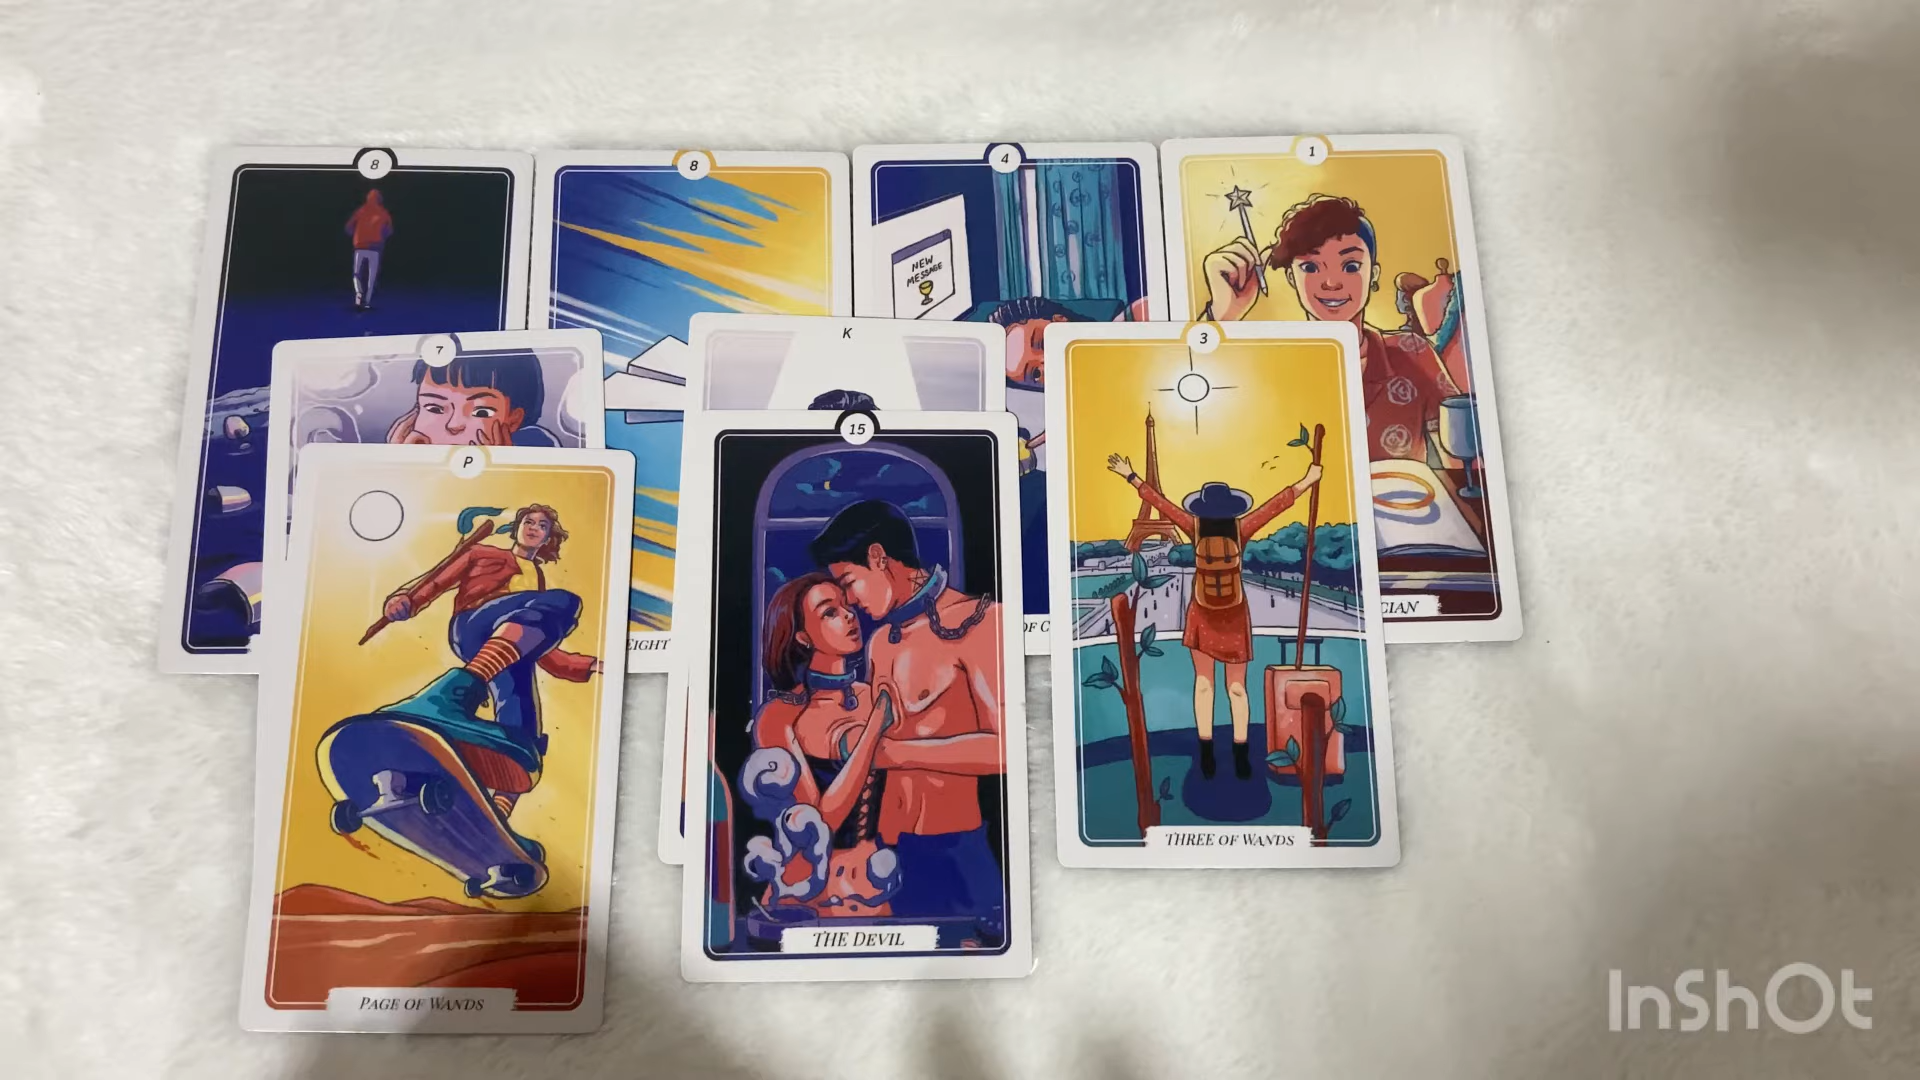 8
8
4
1
NEW
MESSAGE
7
K
3
EIGHT
OF C
CIAN
P
15
THREE OF WANDS
THE DEVIL
PAGE OF WANDS
InShOt